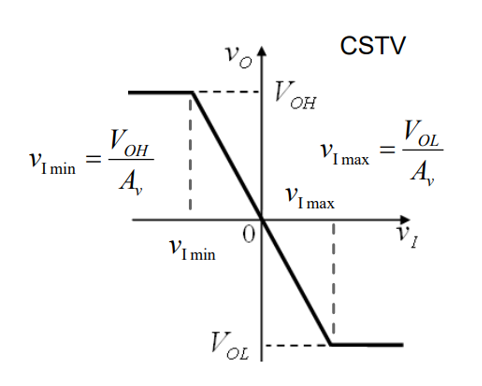 CSTV
v_O
V_OH
v_I min = V_OH / A_v
v_I max = V_OL / A_v
v_I max
0
v_I
v_I min
V_OL